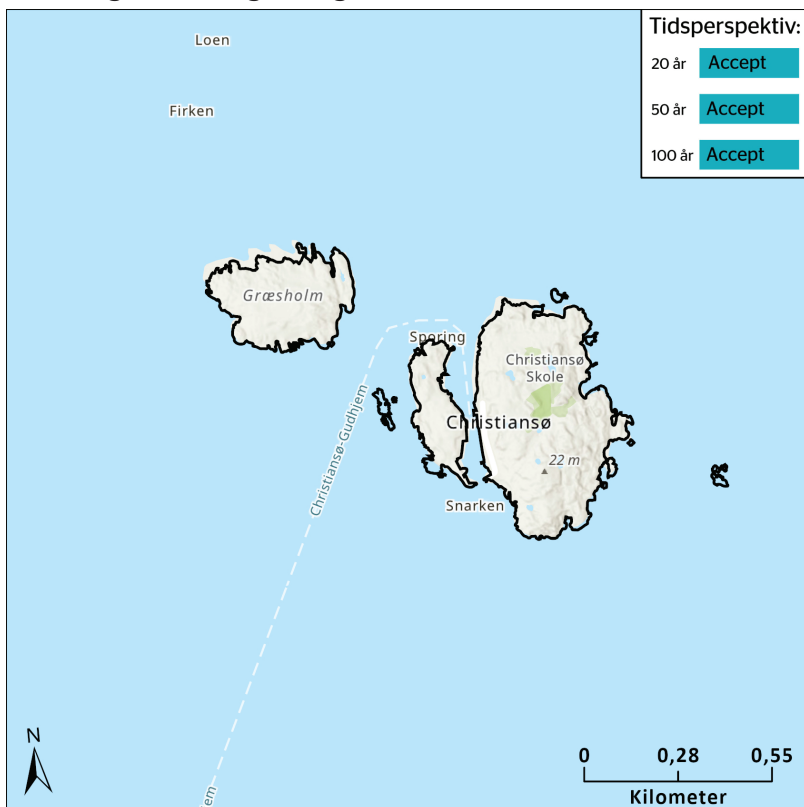 Tidsperspektiv:
20 år Accept
50 år Accept
100 år Accept
Loen
Firken
Græsholm
Sporing
Christiansø
Skole
Christiansø
22 m
Snarken
Christiansø-Gudhjem
N
0 0,28 0,55
Kilometer